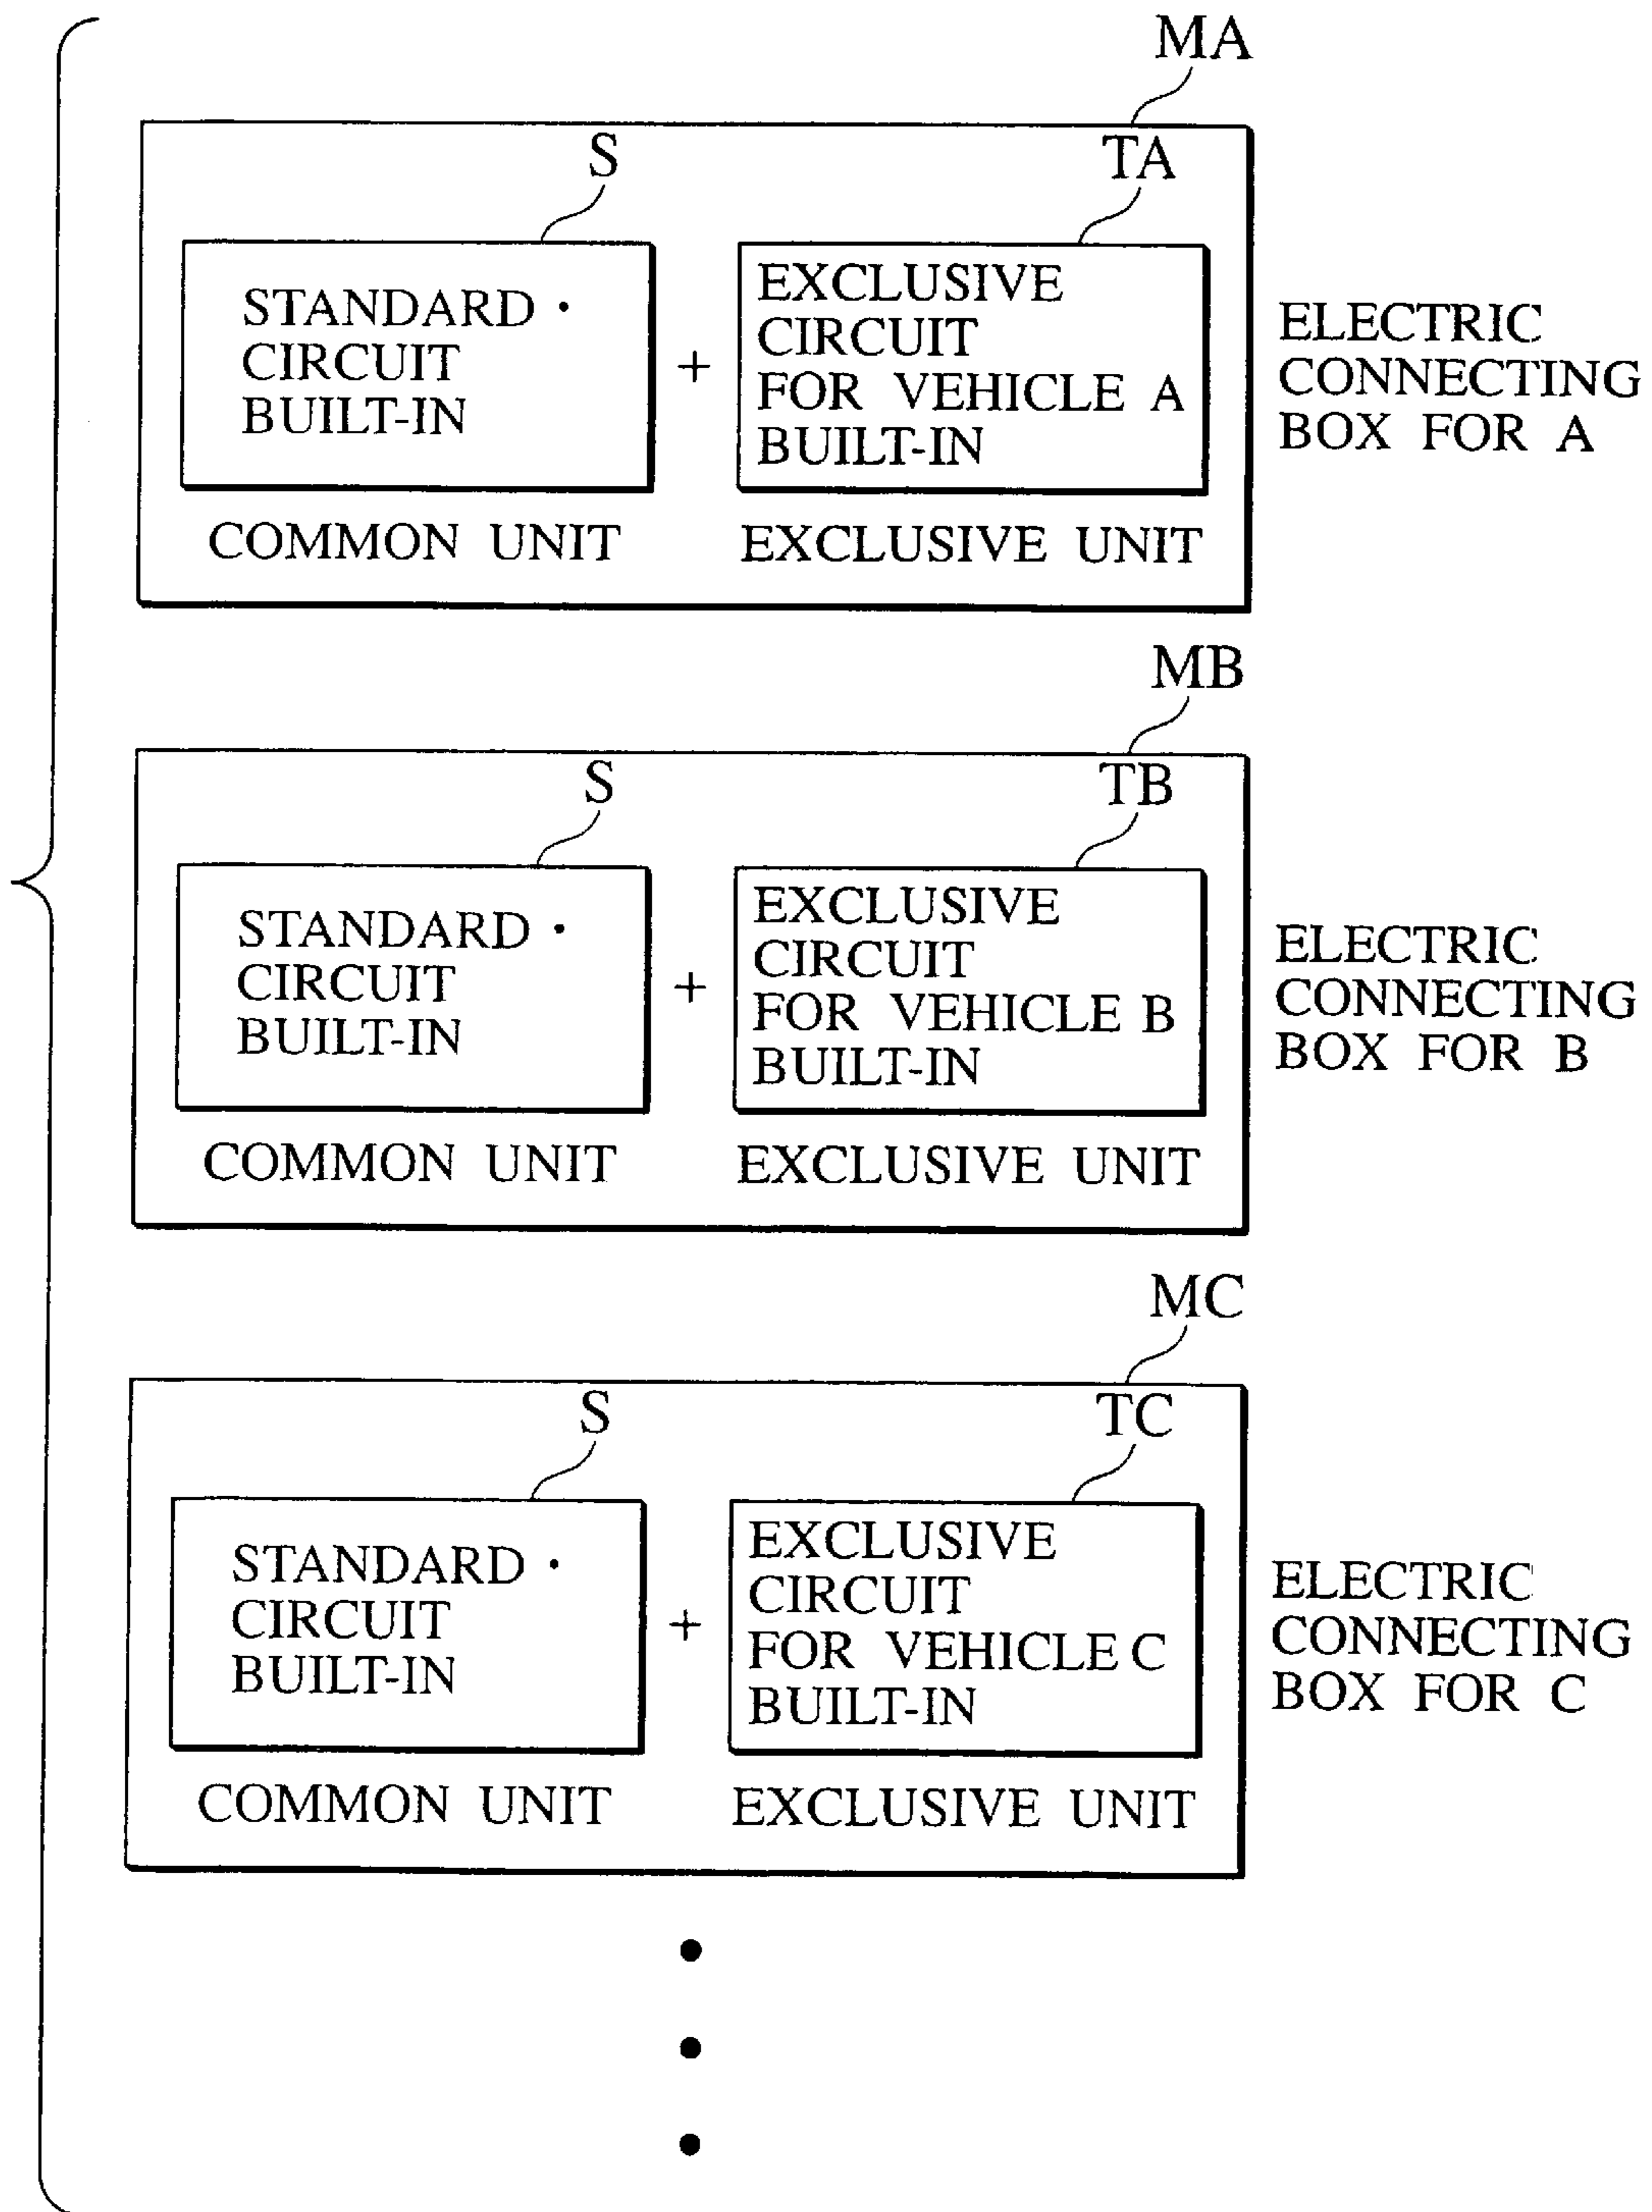 MA
S
TA
STANDARD ·
CIRCUIT
BUILT-IN
+
EXCLUSIVE
CIRCUIT
FOR VEHICLE A
BUILT-IN
COMMON UNIT
EXCLUSIVE UNIT
ELECTRIC
CONNECTING
BOX FOR A
MB
S
TB
STANDARD ·
CIRCUIT
BUILT-IN
+
EXCLUSIVE
CIRCUIT
FOR VEHICLE B
BUILT-IN
COMMON UNIT
EXCLUSIVE UNIT
ELECTRIC
CONNECTING
BOX FOR B
MC
S
TC
STANDARD ·
CIRCUIT
BUILT-IN
+
EXCLUSIVE
CIRCUIT
FOR VEHICLE C
BUILT-IN
COMMON UNIT
EXCLUSIVE UNIT
ELECTRIC
CONNECTING
BOX FOR C